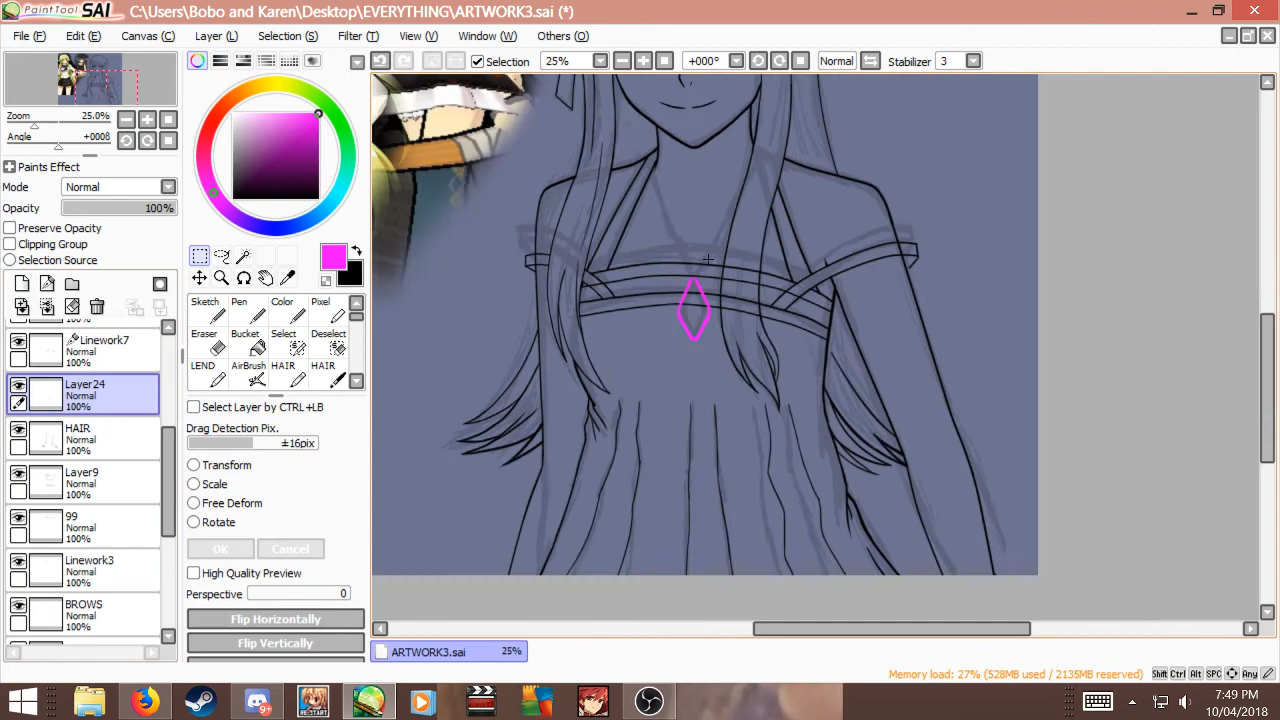 PaintTool SAI C:\Users\Bobo and Karen\Desktop\EVERYTHING\ARTWORK3.sai (*)
File (F) Edit (E) Canvas (C) Layer (L) Selection (S) Filter (T) View (V) Window (W) Others (O)
Selection 25% +000° Normal Stabilizer 3
Zoom 25.0%
Angle +000ß
Paints Effect
Mode Normal
Opacity 100%
Preserve Opacity
Clipping Group
Selection Source
Linework7
Normal
100%
Layer24
Normal
100%
HAIR
Normal
100%
Layer9
Normal
100%
99
Normal
100%
Linework3
Normal
100%
BROWS
Normal
100%
Sketch Pen Color Pixel
Eraser Bucket Select Deselect
LEND AirBrush HAIR HAIR
Select Layer by CTRL+LB
Drag Detection Pix.
±16pix
Transform
Scale
Free Deform
Rotate
OK Cancel
High Quality Preview
Perspective 0
Flip Horizontally
Flip Vertically
ARTWORK3.sai 25%
Memory load: 27% (528MB used / 2135MB reserved) Shift Ctrl Alt SPC Any
9+
RE:START
7:49 PM
10/04/2018